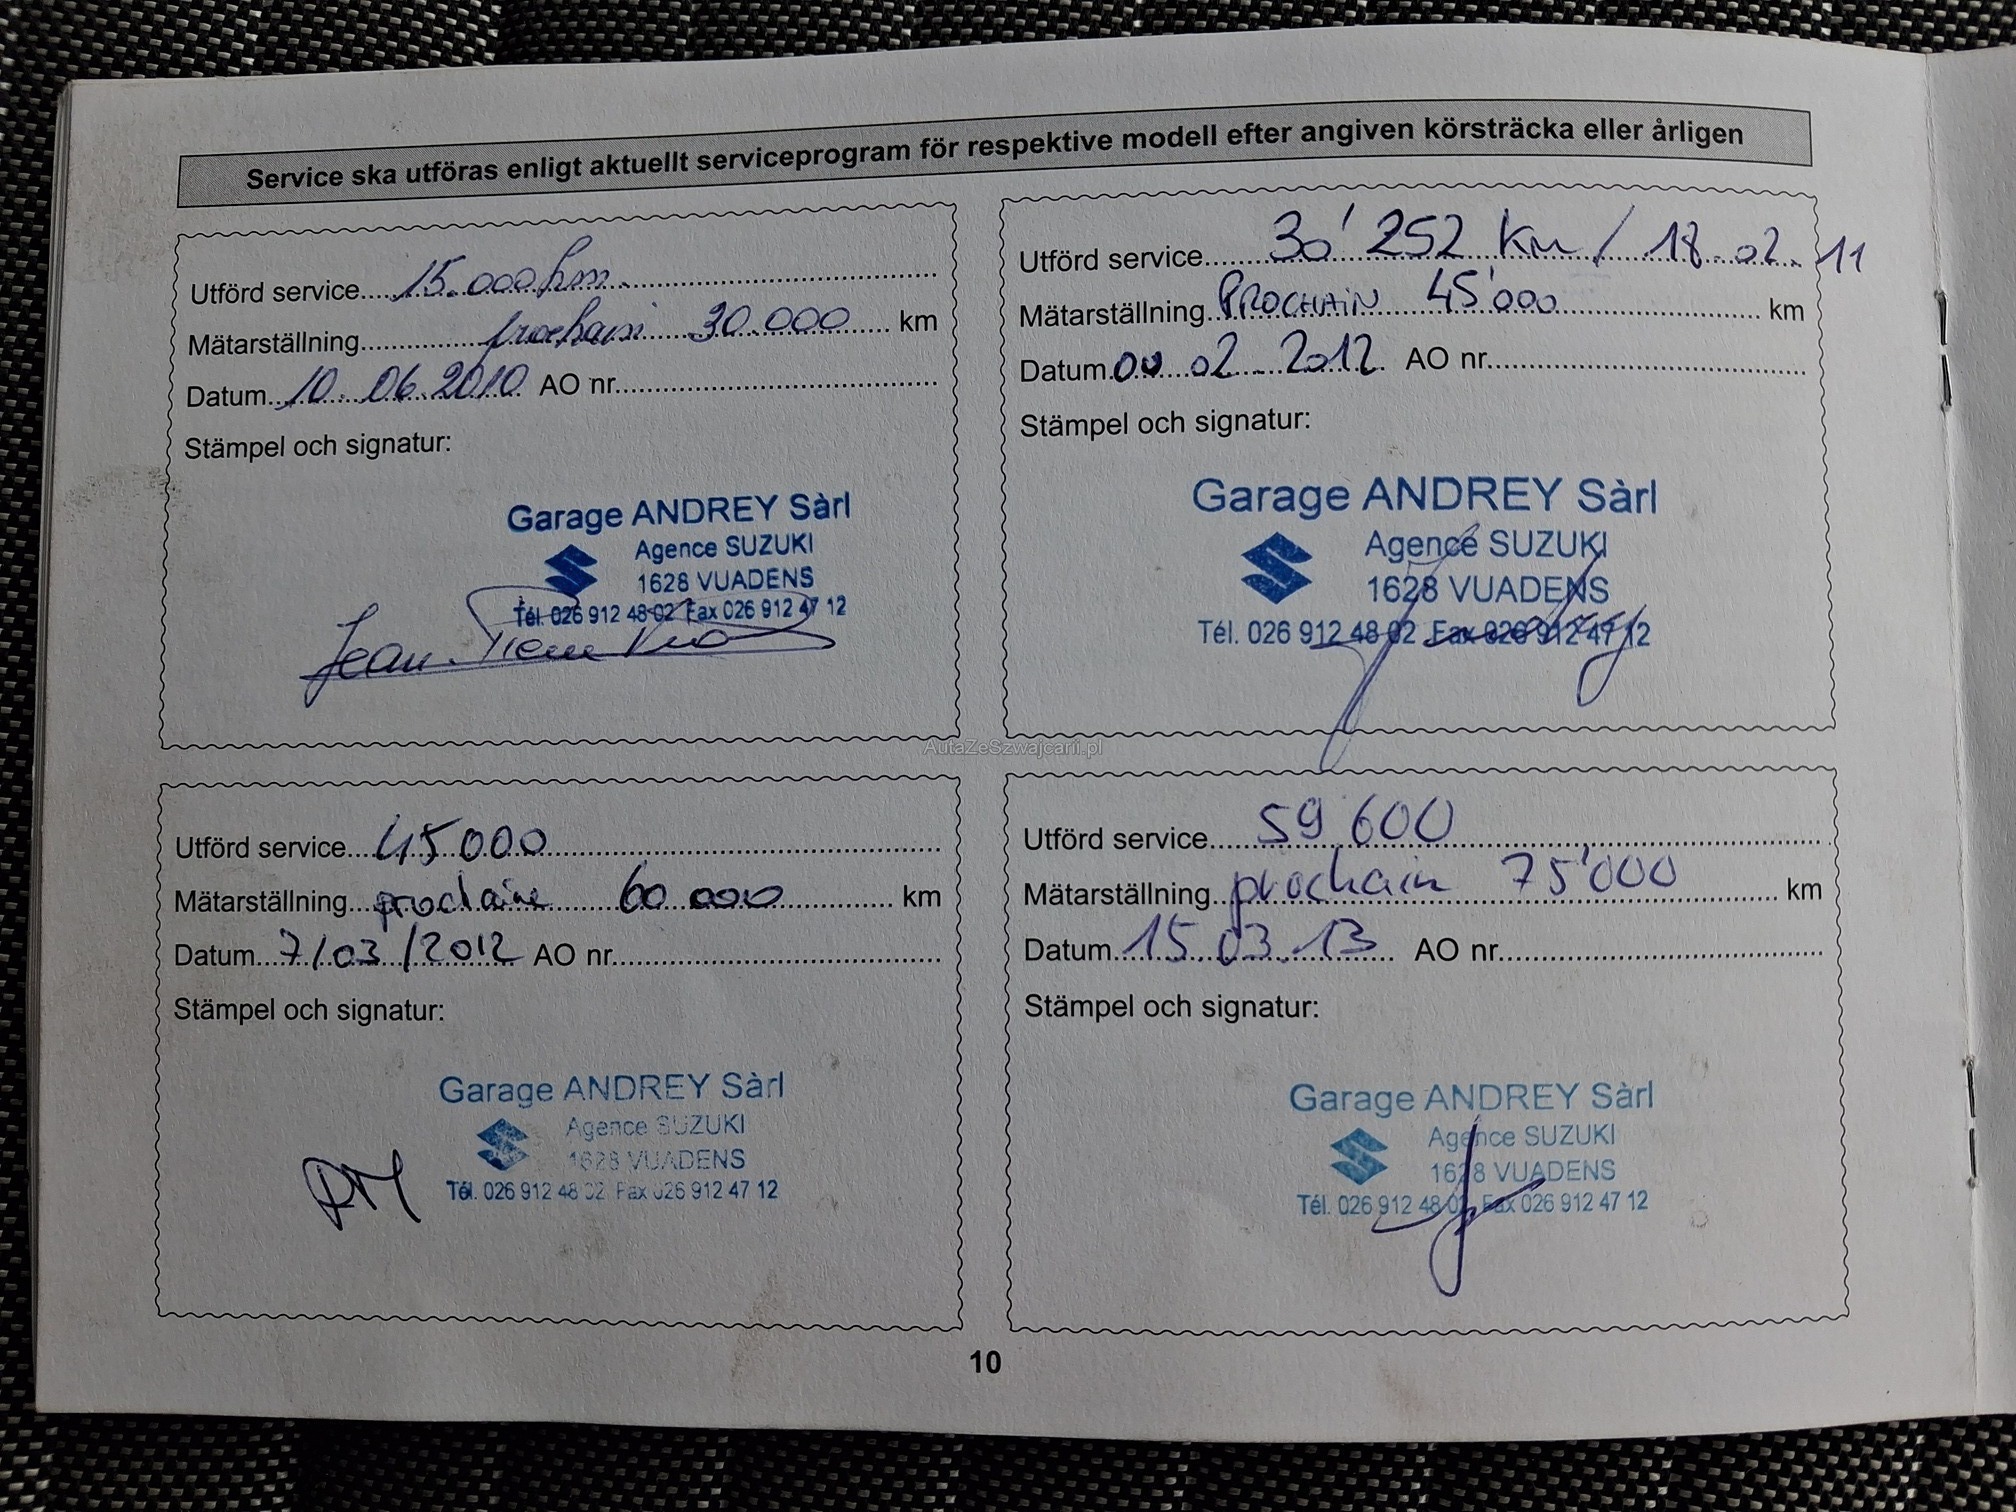 Service ska utföras enligt aktuellt serviceprogram för respektive modell efter angiven körsträcka eller årligen
Utförd service 15.000 km
Mätarställning prochain 30.000 km
Datum 10.06.2010 AO nr
Stämpel och signatur:
Garage ANDREY Sàrl
Agence SUZUKI
1628 VUADENS
Tél. 026 912 48 02 Fax 026 912 47 12
Jean-Pierre
Utförd service 30'252 Km / 18.02.11
Mätarställning PROCHAIN 45'000 km
Datum 02 2012 AO nr
Stämpel och signatur:
Garage ANDREY Sàrl
Agence SUZUKI
1628 VUADENS
Tél. 026 912 48 02 Fax 026 912 47 12
AutaZeSzwajcarii.pl
Utförd service 45000
Mätarställning prochain 60 000 km
Datum 7/03/2012 AO nr
Stämpel och signatur:
Garage ANDREY Sàrl
Agence SUZUKI
1628 VUADENS
Tél. 026 912 48 02 Fax 026 912 47 12
Utförd service 59 600
Mätarställning prochain 75'000 km
Datum 15.03.13 AO nr
Stämpel och signatur:
Garage ANDREY Sàrl
Agence SUZUKI
1628 VUADENS
Tél. 026 912 48 02 Fax 026 912 47 12
10